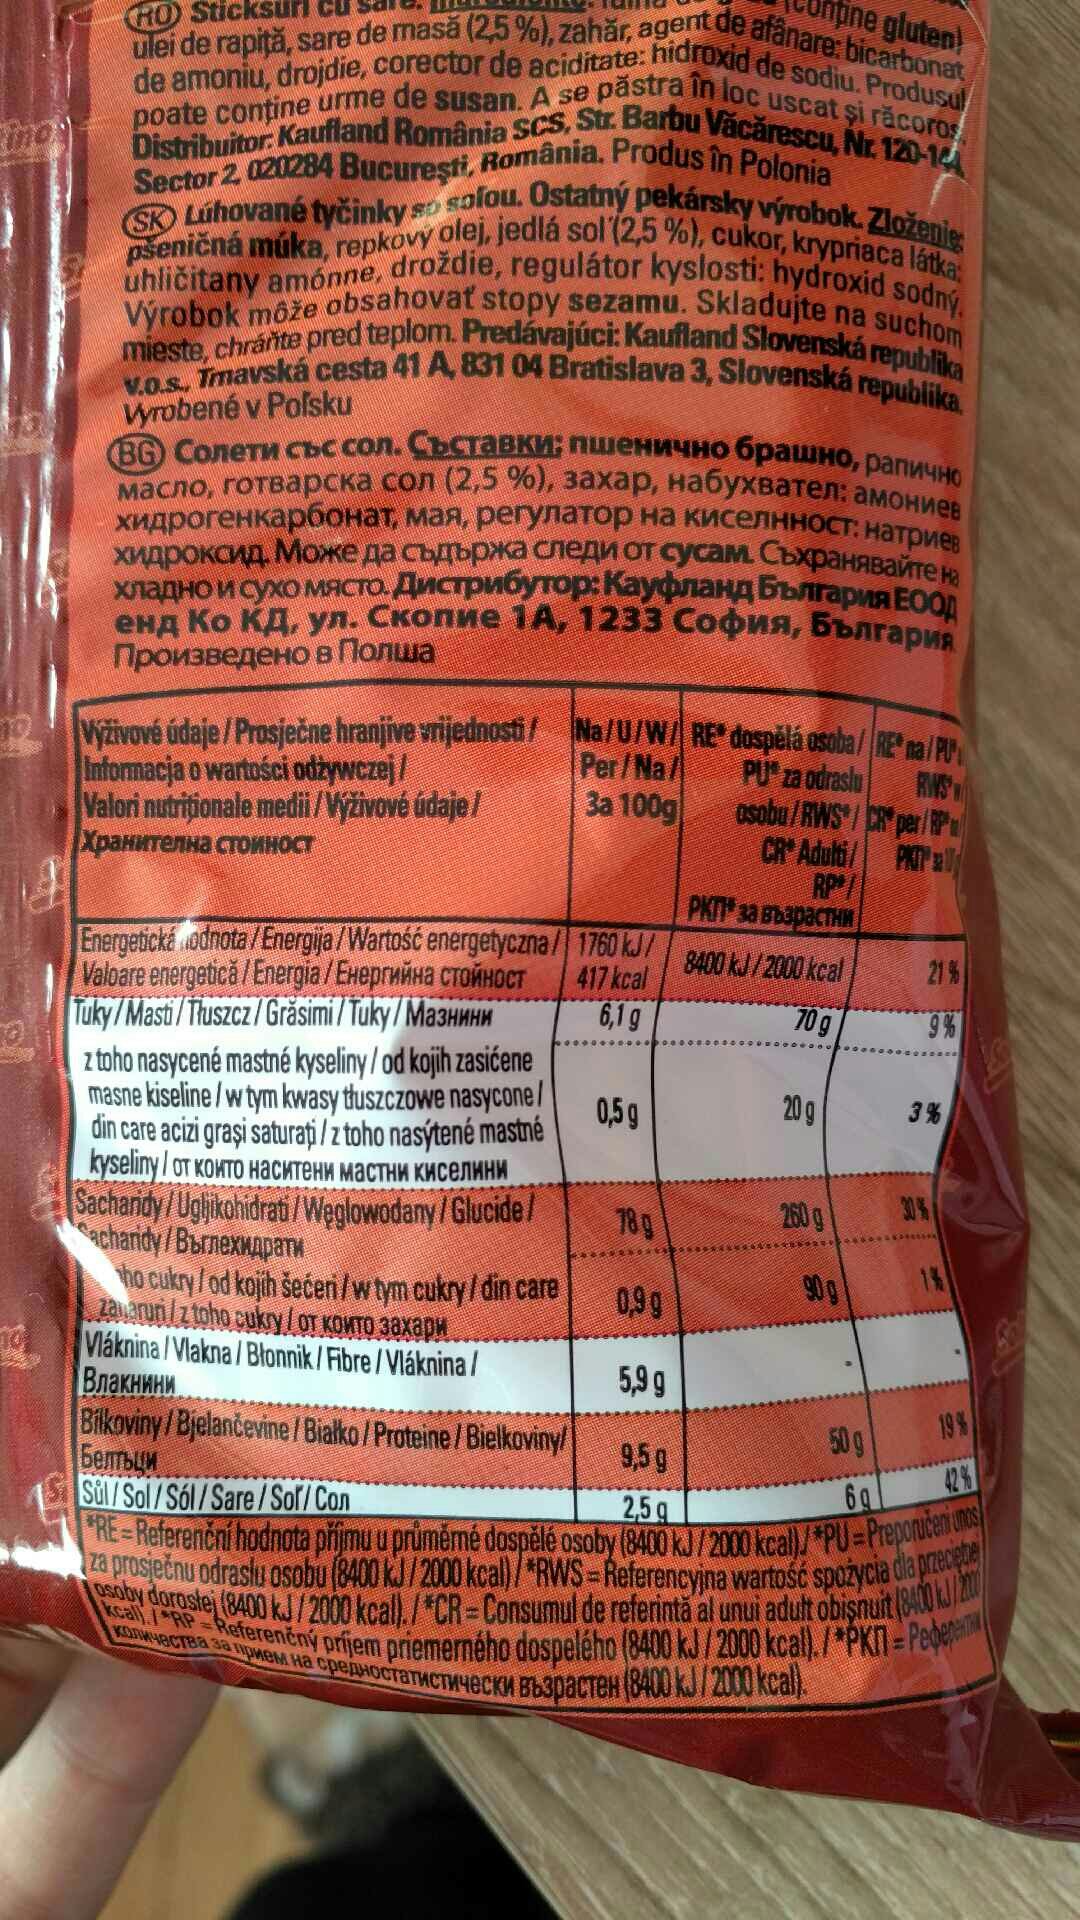 RO Sticksuri cu sare. conține gluten)
ulei de rapiță, sare de masă (2,5 %), zahăr, agent de afânare: bicarbonat
de amoniu, drojdie, corector de aciditate: hidroxid de sodiu. Produsul
poate conține urme de susan. A se păstra în loc uscat și răcoros
Distribuitor: Kaufland România SCS, Str. Barbu Văcărescu, Nr. 120-144
Sector 2, 020284 București, România. Produs în Polonia
SK Lúhované tyčinky so soľou. Ostatný pekársky výrobok. Zloženie:
pšeničná múka, repkový olej, jedlá soľ (2,5 %), cukor, krypriaca látka:
uhličitany amónne, droždie, regulátor kyslosti: hydroxid sodný.
Výrobok môže obsahovať stopy sezamu. Skladujte na suchom
mieste, chráňte pred teplom. Predávajúci: Kaufland Slovenská republika
v.o.s., Trnavská cesta 41 A, 831 04 Bratislava 3, Slovenská republika.
Vyrobené v Poľsku
BG Солети със сол. Съставки: пшенично брашно, рапично
масло, готварска сол (2,5 %), захар, набухвател: амониев
хидрогенкарбонат, мая, регулатор на киселнност: натриев
хидроксид. Може да съдържа следи от сусам. Съхранявайте на
хладно и сухо място. Дистрибутор: Кауфланд България ЕООД
енд Ко КД, ул. Скопие 1А, 1233 София, България
Произведено в Полша
Výživové údaje / Prosječne hranjive vrijednosti / Na / U / W / RE* dospělá osoba / RE* na / PU*
Informacja o wartości odżywczej / Per / Na / PU* za odraslu RWS*
Valori nutriționale medii / Výživové údaje / За 100g osobu / RWS* / CR* per / RP*
Хранителна стойност CR* Adulti / РКП* за
RP* /
РКП* за възрастни
Energetická hodnota / Energija / Wartość energetyczna / 1760 kJ / 8400 kJ / 2000 kcal 21 %
Valoare energetică / Energia / Енергийна стойност 417 kcal
Tuky / Masti / Tłuszcz / Grăsimi / Tuky / Мазнини 6,1 g 70 g 9 %
z toho nasycené mastné kyseliny / od kojih zasićene
masne kiseline / w tym kwasy tłuszczowe nasycone /
din care acizi grași saturați / z toho nasýtené mastné 0,5 g 20 g 3 %
kyseliny / от които наситени мастни киселини
Sacharidy / Ugljikohidrati / Węglowodany / Glucide / 78 g 260 g 30 %
Sacharidy / Въглехидрати
z toho cukry / od kojih šećeri / w tym cukry / din care 0,9 g 90 g 1 %
zaharuri / z toho cukry / от които захари
Vláknina / Vlakna / Błonnik / Fibre / Vláknina / 5,9 g - -
Влакнини
Bílkoviny / Bjelančevine / Białko / Proteine / Bielkoviny / 9,5 g 50 g 19 %
Белтъци
Sůl / Sol / Sól / Sare / Soľ / Сол 2,5 g 6 g 42 %
*RE = Referenční hodnota příjmu u průměrné dospělé osoby (8400 kJ / 2000 kcal). / *PU = Preporučeni unos
za prosječnu odraslu osobu (8400 kJ / 2000 kcal) / *RWS = Referencyjna wartość spożycia dla przeciętnej
osoby dorosłej (8400 kJ / 2000 kcal). / *CR = Consumul de referință al unui adult obișnuit (8400 kJ / 2000
kcal). / *RP = Referenčný príjem priemerného dospelého (8400 kJ / 2000 kcal). / *РКП = Референтни
количества за прием на средностатистически възрастен (8400 kJ / 2000 kcal).